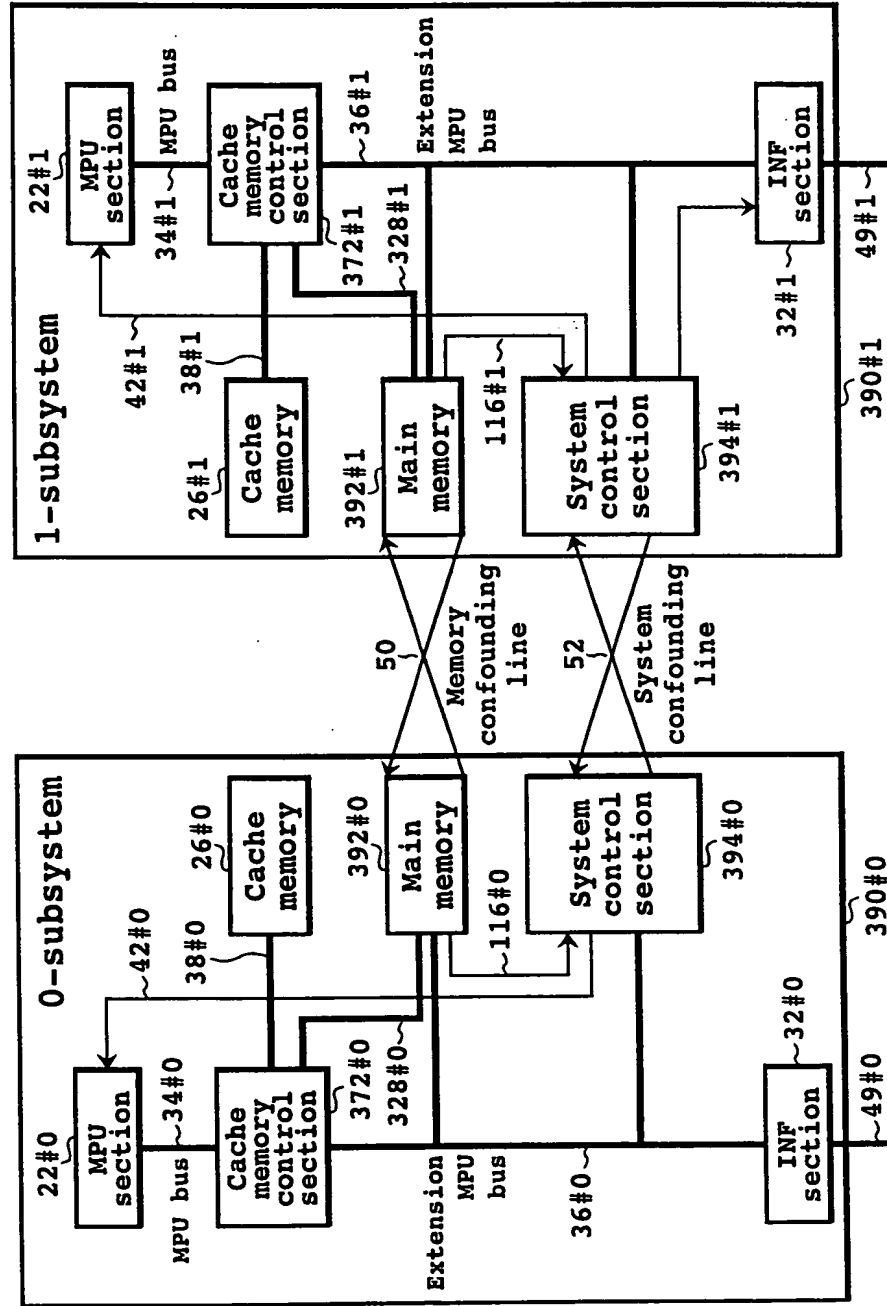 0-subsystem
22#0
MPU
section
MPU bus
34#0
42#0
Cache
memory
control
section
372#0
328#0
38#0
26#0
Cache
memory
392#0
Main
memory
116#0
Extension
MPU
bus
36#0
System
control
section
394#0
INF
section
32#0
49#0
390#0
50
Memory
confounding
line
52
System
confounding
line
1-subsystem
22#1
MPU
section
34#1
MPU bus
42#1
38#1
26#1
Cache
memory
Cache
memory
control
section
36#1
372#1
328#1
Extension
MPU
bus
392#1
Main
memory
116#1
System
control
section
394#1
INF
section
32#1
49#1
390#1